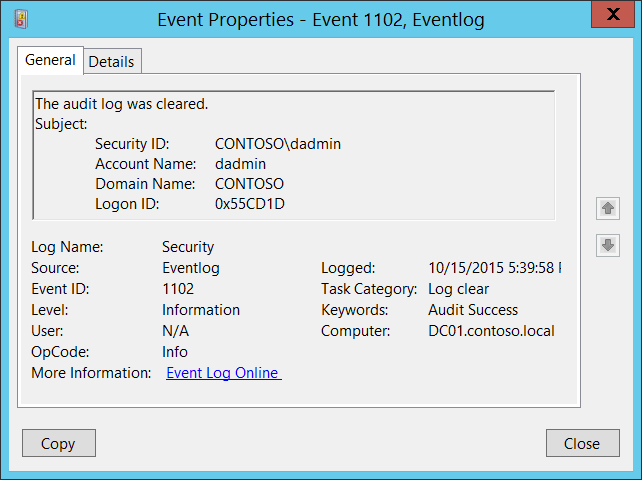 Event Properties - Event 1102, Eventlog
X
General Details
The audit log was cleared.
Subject:
Security ID: CONTOSO\dadmin
Account Name: dadmin
Domain Name: CONTOSO
Logon ID: 0x55CD1D
Log Name: Security
Source: Eventlog Logged: 10/15/2015 5:39:58
Event ID: 1102 Task Category: Log clear
Level: Information Keywords: Audit Success
User: N/A Computer: DC01.contoso.local
OpCode: Info
More Information: Event Log Online
Copy Close